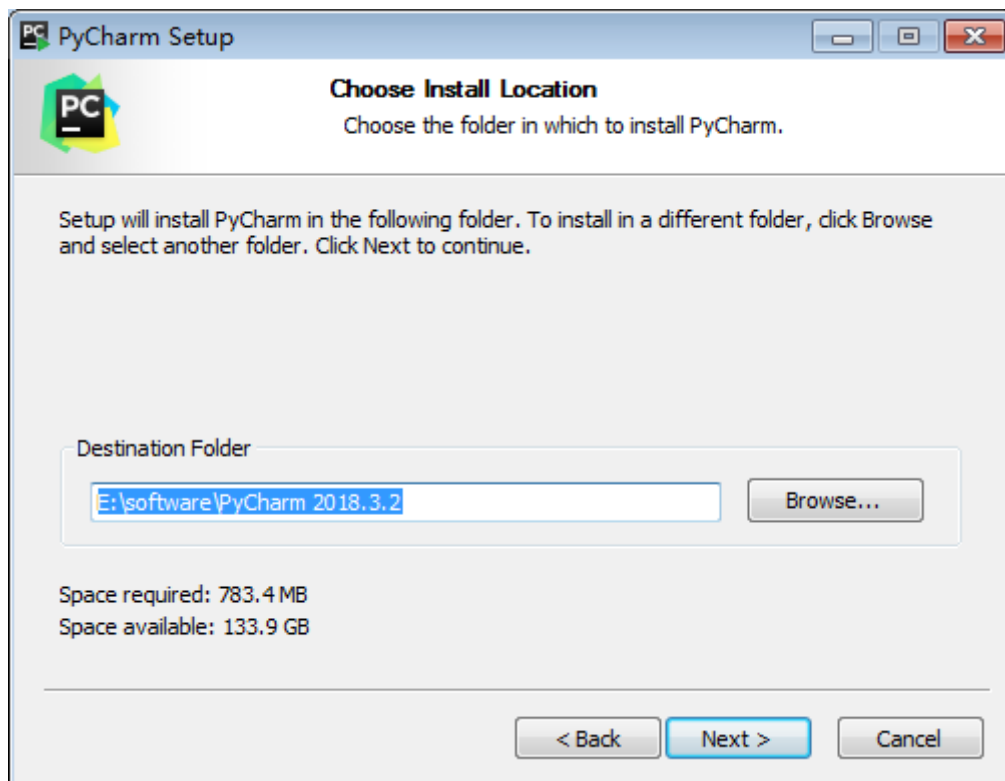 PyCharm Setup
PC
Choose Install Location
Choose the folder in which to install PyCharm.
Setup will install PyCharm in the following folder. To install in a different folder, click Browse
and select another folder. Click Next to continue.
Destination Folder
E:\software\PyCharm 2018.3.2
Browse...
Space required: 783.4 MB
Space available: 133.9 GB
< Back
Next >
Cancel